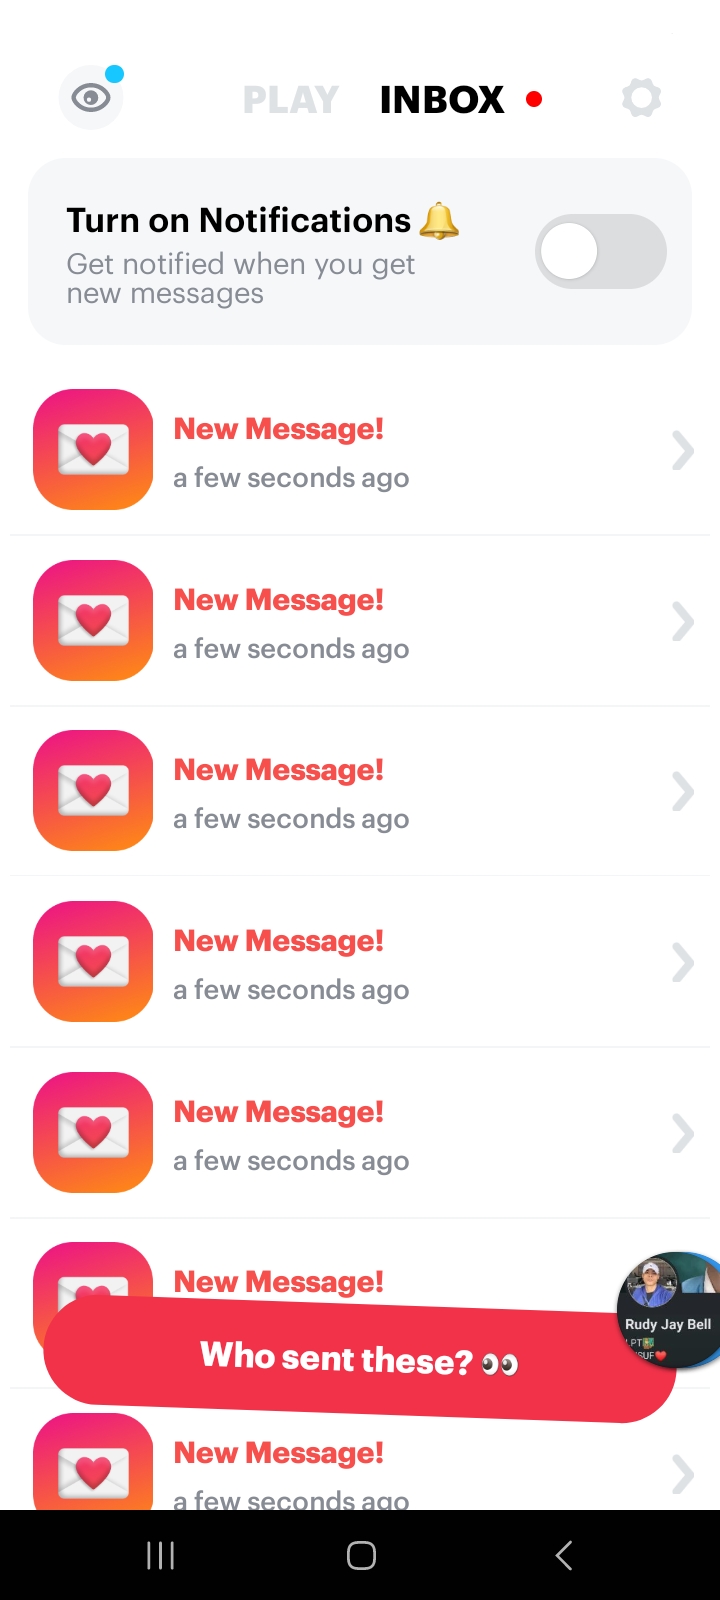 PLAY INBOX
Turn on Notifications
Get notified when you get
new messages
New Message!
a few seconds ago
New Message!
a few seconds ago
New Message!
a few seconds ago
New Message!
a few seconds ago
New Message!
a few seconds ago
New Message!
Who sent these?
Rudy Jay Bell
PT
SUF
New Message!
a few seconds ago